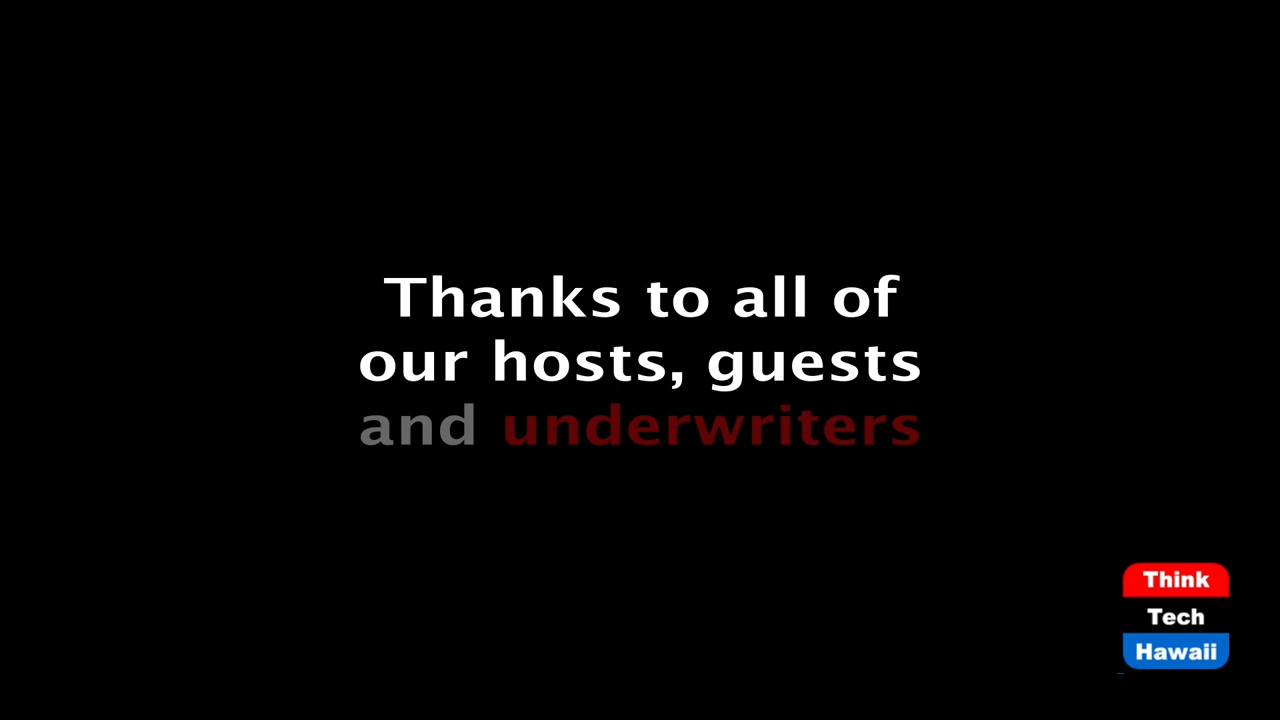 Thanks to all of
our hosts, guests
and underwriters
Think
Tech
Hawaii